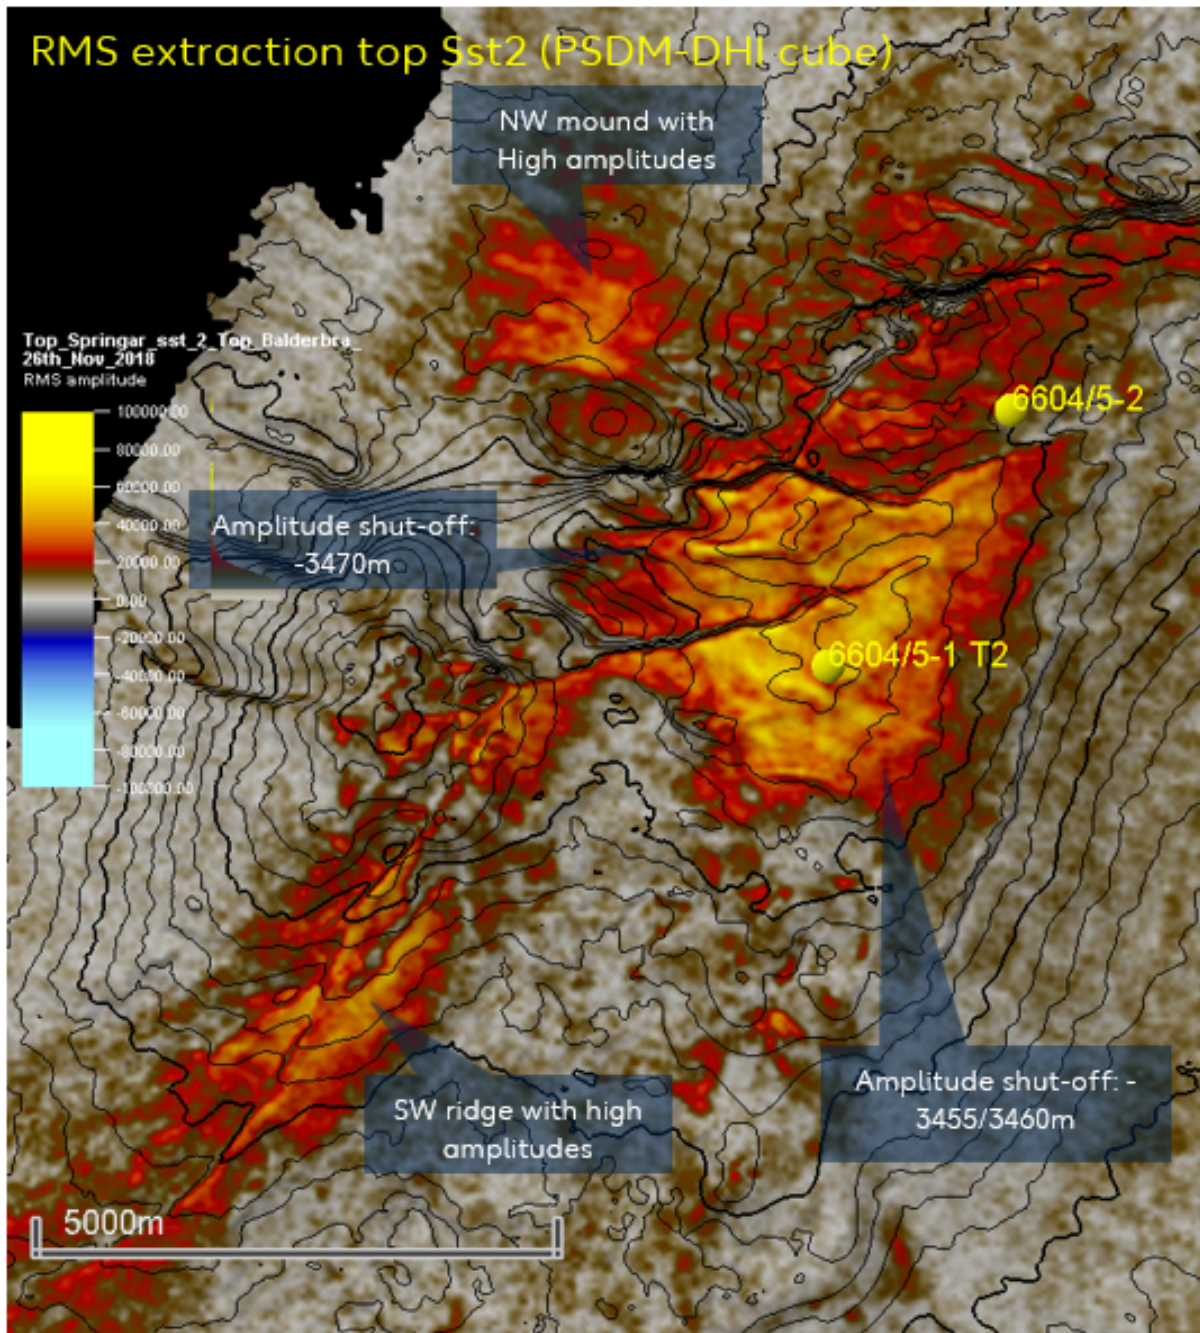 RMS extraction top Sst2 (PSDM-DHI cube)
NW mound with
High amplitudes
Top_Springar_sst_2_Top_Balderbra_
26th_Nov_2018
RMS amplitude
100000.00
80000.00
60000.00
40000.00
20000.00
0.00
-20000.00
-40000.00
-60000.00
-80000.00
-100000.00
6604/5-2
Amplitude shut-off:
-3470m
6604/5-1 T2
SW ridge with high
amplitudes
Amplitude shut-off: -
3455/3460m
5000m